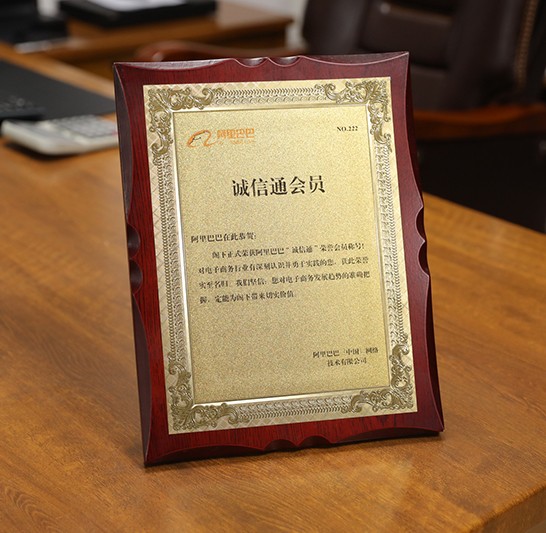 阿里巴巴
NO.222
诚信通会员
阿里巴巴在此恭贺:
阁下正式荣获阿里巴巴“诚信通”荣誉会员称号!
对电子商务行业有深刻认识并勇于实践的您，获此荣誉
实至名归。我们坚信，您对电子商务发展趋势的准确把
握，定能为阁下带来切实价值。
阿里巴巴（中国）网络
技术有限公司